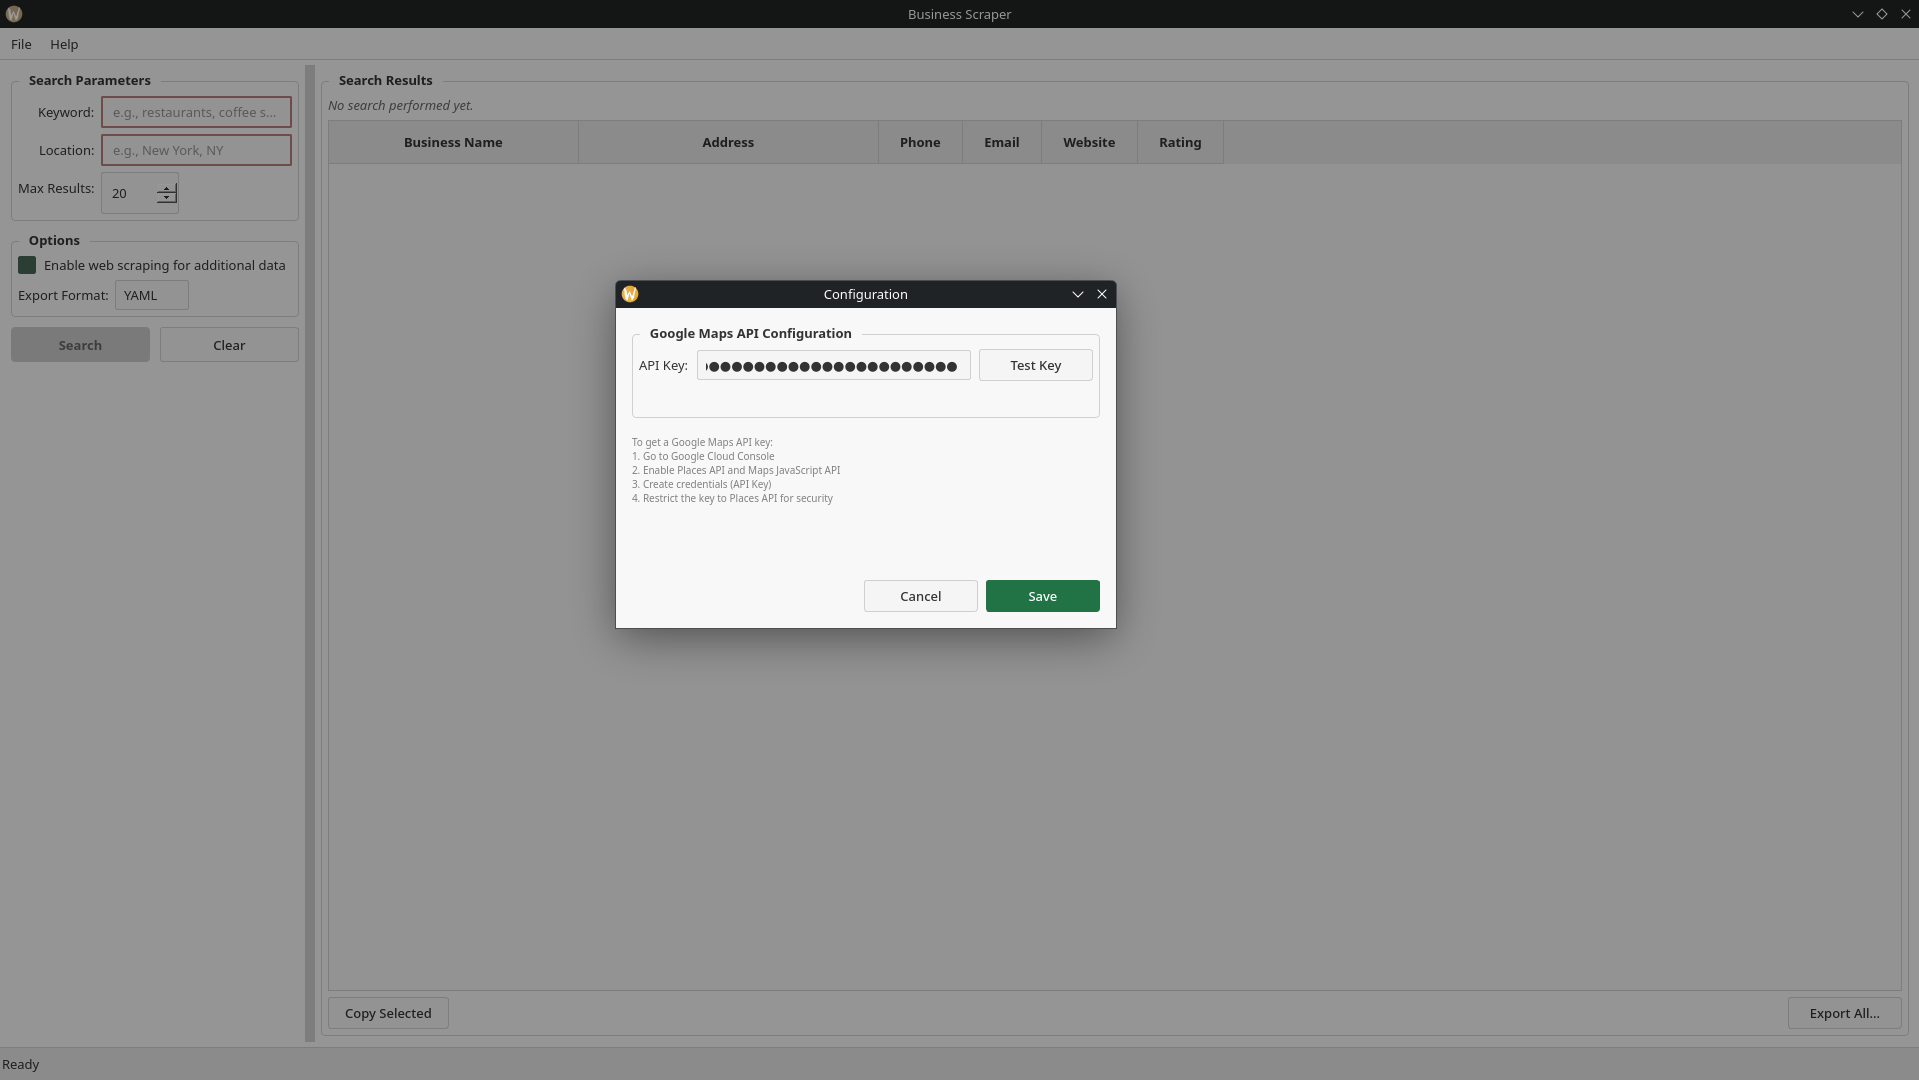 Business Scraper
File Help
Search Parameters
Keyword: e.g., restaurants, coffee s...
Location: e.g., New York, NY
Max Results: 20
Options
Enable web scraping for additional data
Export Format: YAML
Search Clear
Search Results
No search performed yet.
Business Name Address Phone Email Website Rating
Configuration
Google Maps API Configuration
API Key: ●●●●●●●●●●●●●●●●●●●●●● Test Key
To get a Google Maps API key:
1. Go to Google Cloud Console
2. Enable Places API and Maps JavaScript API
3. Create credentials (API Key)
4. Restrict the key to Places API for security
Cancel Save
Copy Selected Export All...
Ready